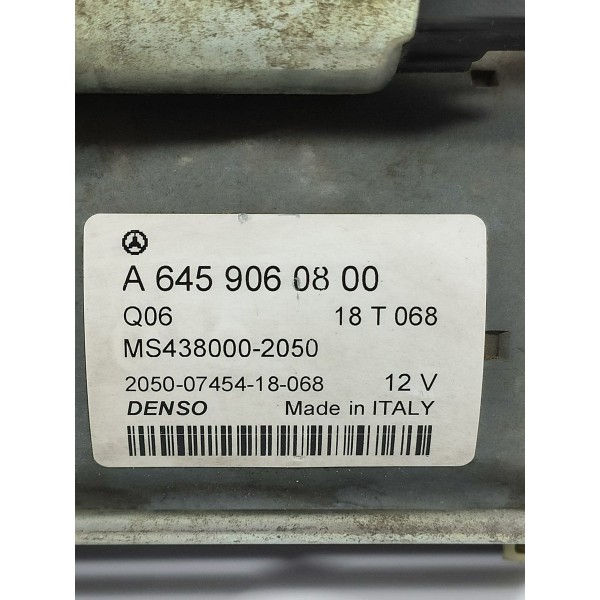 A 645 906 08 00
Q06 18 T 068
MS438000-2050
2050-07454-18-068 12 V
DENSO Made in ITALY